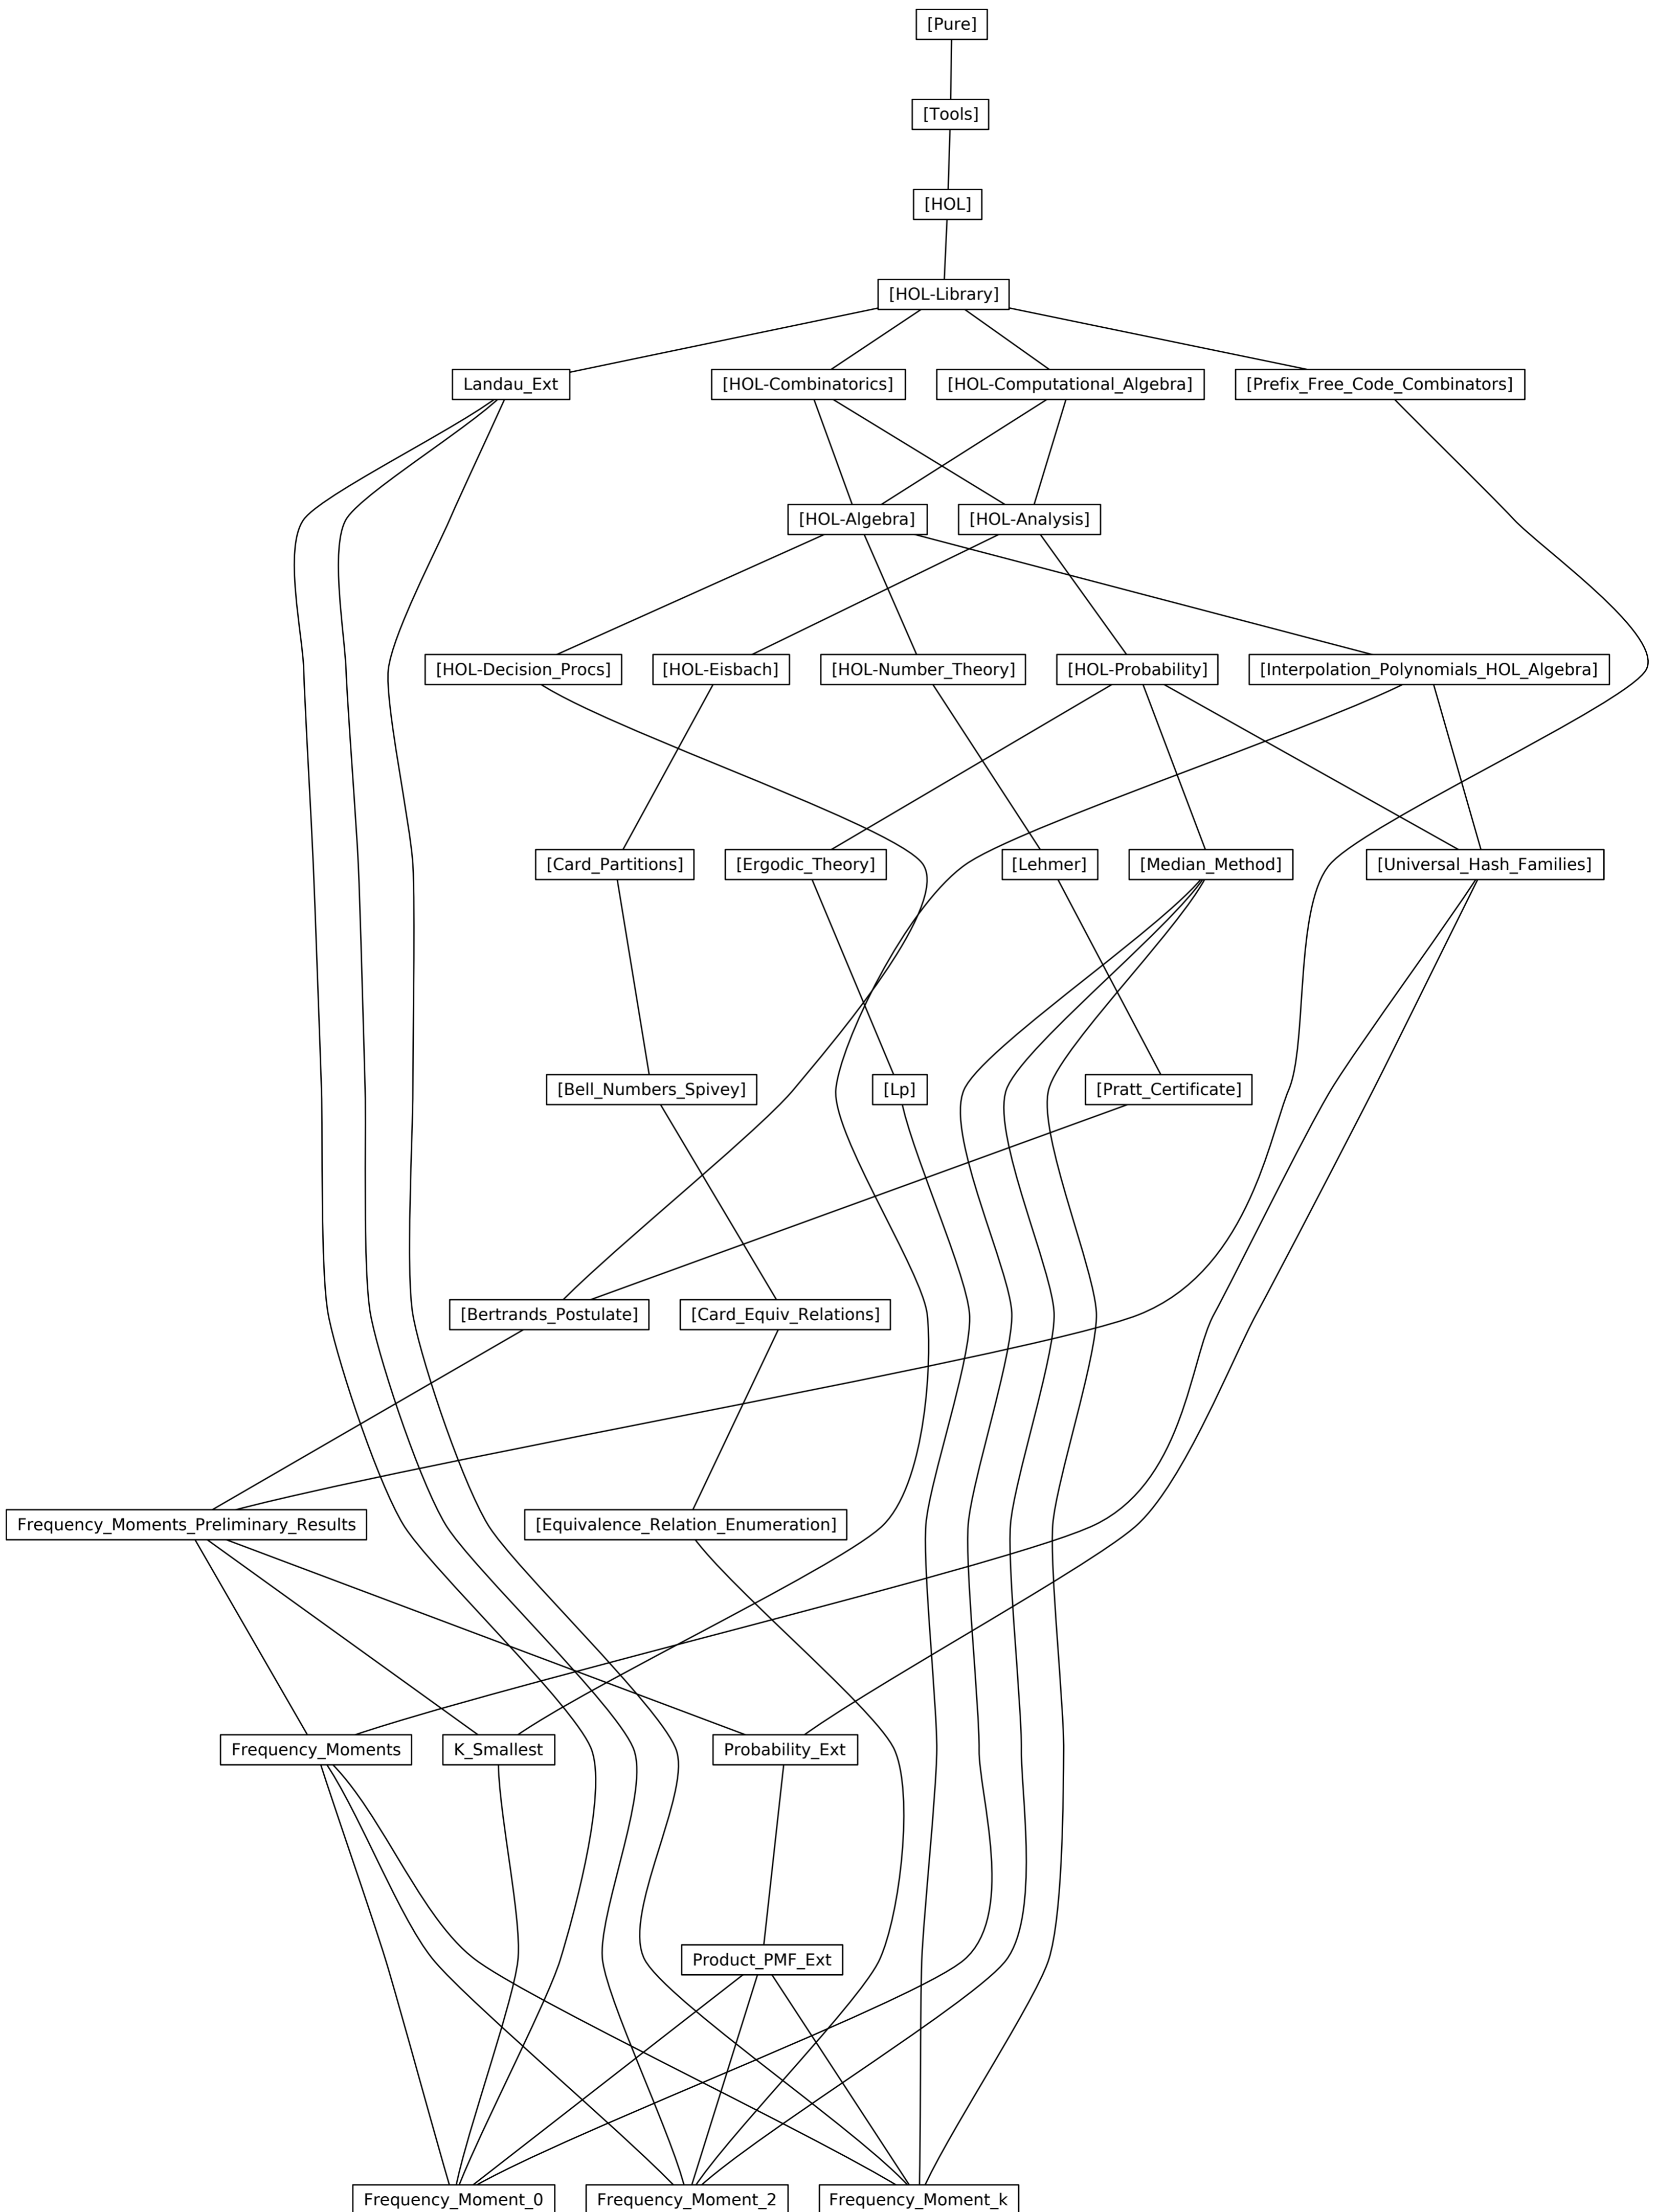 [Pure]
[Tools]
[HOL]
[HOL-Library]
Landau_Ext
[HOL-Combinatorics]
[HOL-Computational_Algebra]
[Prefix_Free_Code_Combinators]
[HOL-Algebra]
[HOL-Analysis]
[HOL-Decision_Procs]
[HOL-Eisbach]
[HOL-Number_Theory]
[HOL-Probability]
[Interpolation_Polynomials_HOL_Algebra]
[Card_Partitions]
[Ergodic_Theory]
[Lehmer]
[Median_Method]
[Universal_Hash_Families]
[Bell_Numbers_Spivey]
[Lp]
[Pratt_Certificate]
[Bertrands_Postulate]
[Card_Equiv_Relations]
Frequency_Moments_Preliminary_Results
[Equivalence_Relation_Enumeration]
Frequency_Moments
K_Smallest
Probability_Ext
Product_PMF_Ext
Frequency_Moment_0
Frequency_Moment_2
Frequency_Moment_k